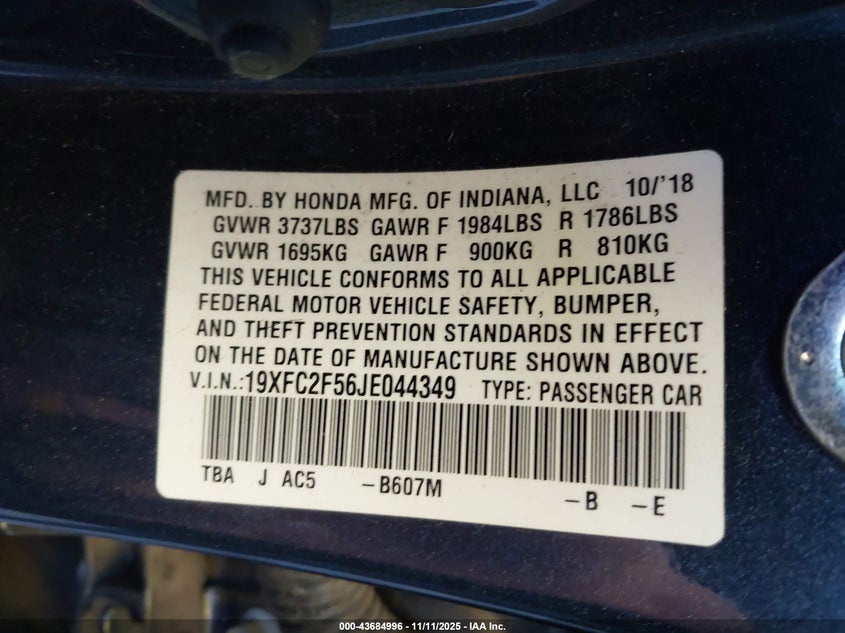 MFD. BY HONDA MFG. OF INDIANA, LLC 10/'18
GVWR 3737LBS GAWR F 1984LBS R 1786LBS
GVWR 1695KG GAWR F 900KG R 810KG
THIS VEHICLE CONFORMS TO ALL APPLICABLE
FEDERAL MOTOR VEHICLE SAFETY, BUMPER,
AND THEFT PREVENTION STANDARDS IN EFFECT
ON THE DATE OF MANUFACTURE SHOWN ABOVE.
V.I.N.:19XFC2F56JE044349 TYPE: PASSENGER CAR
TBA J AC5 -B607M -B -E
000-43684996 - 11/11/2025 - IAA Inc.